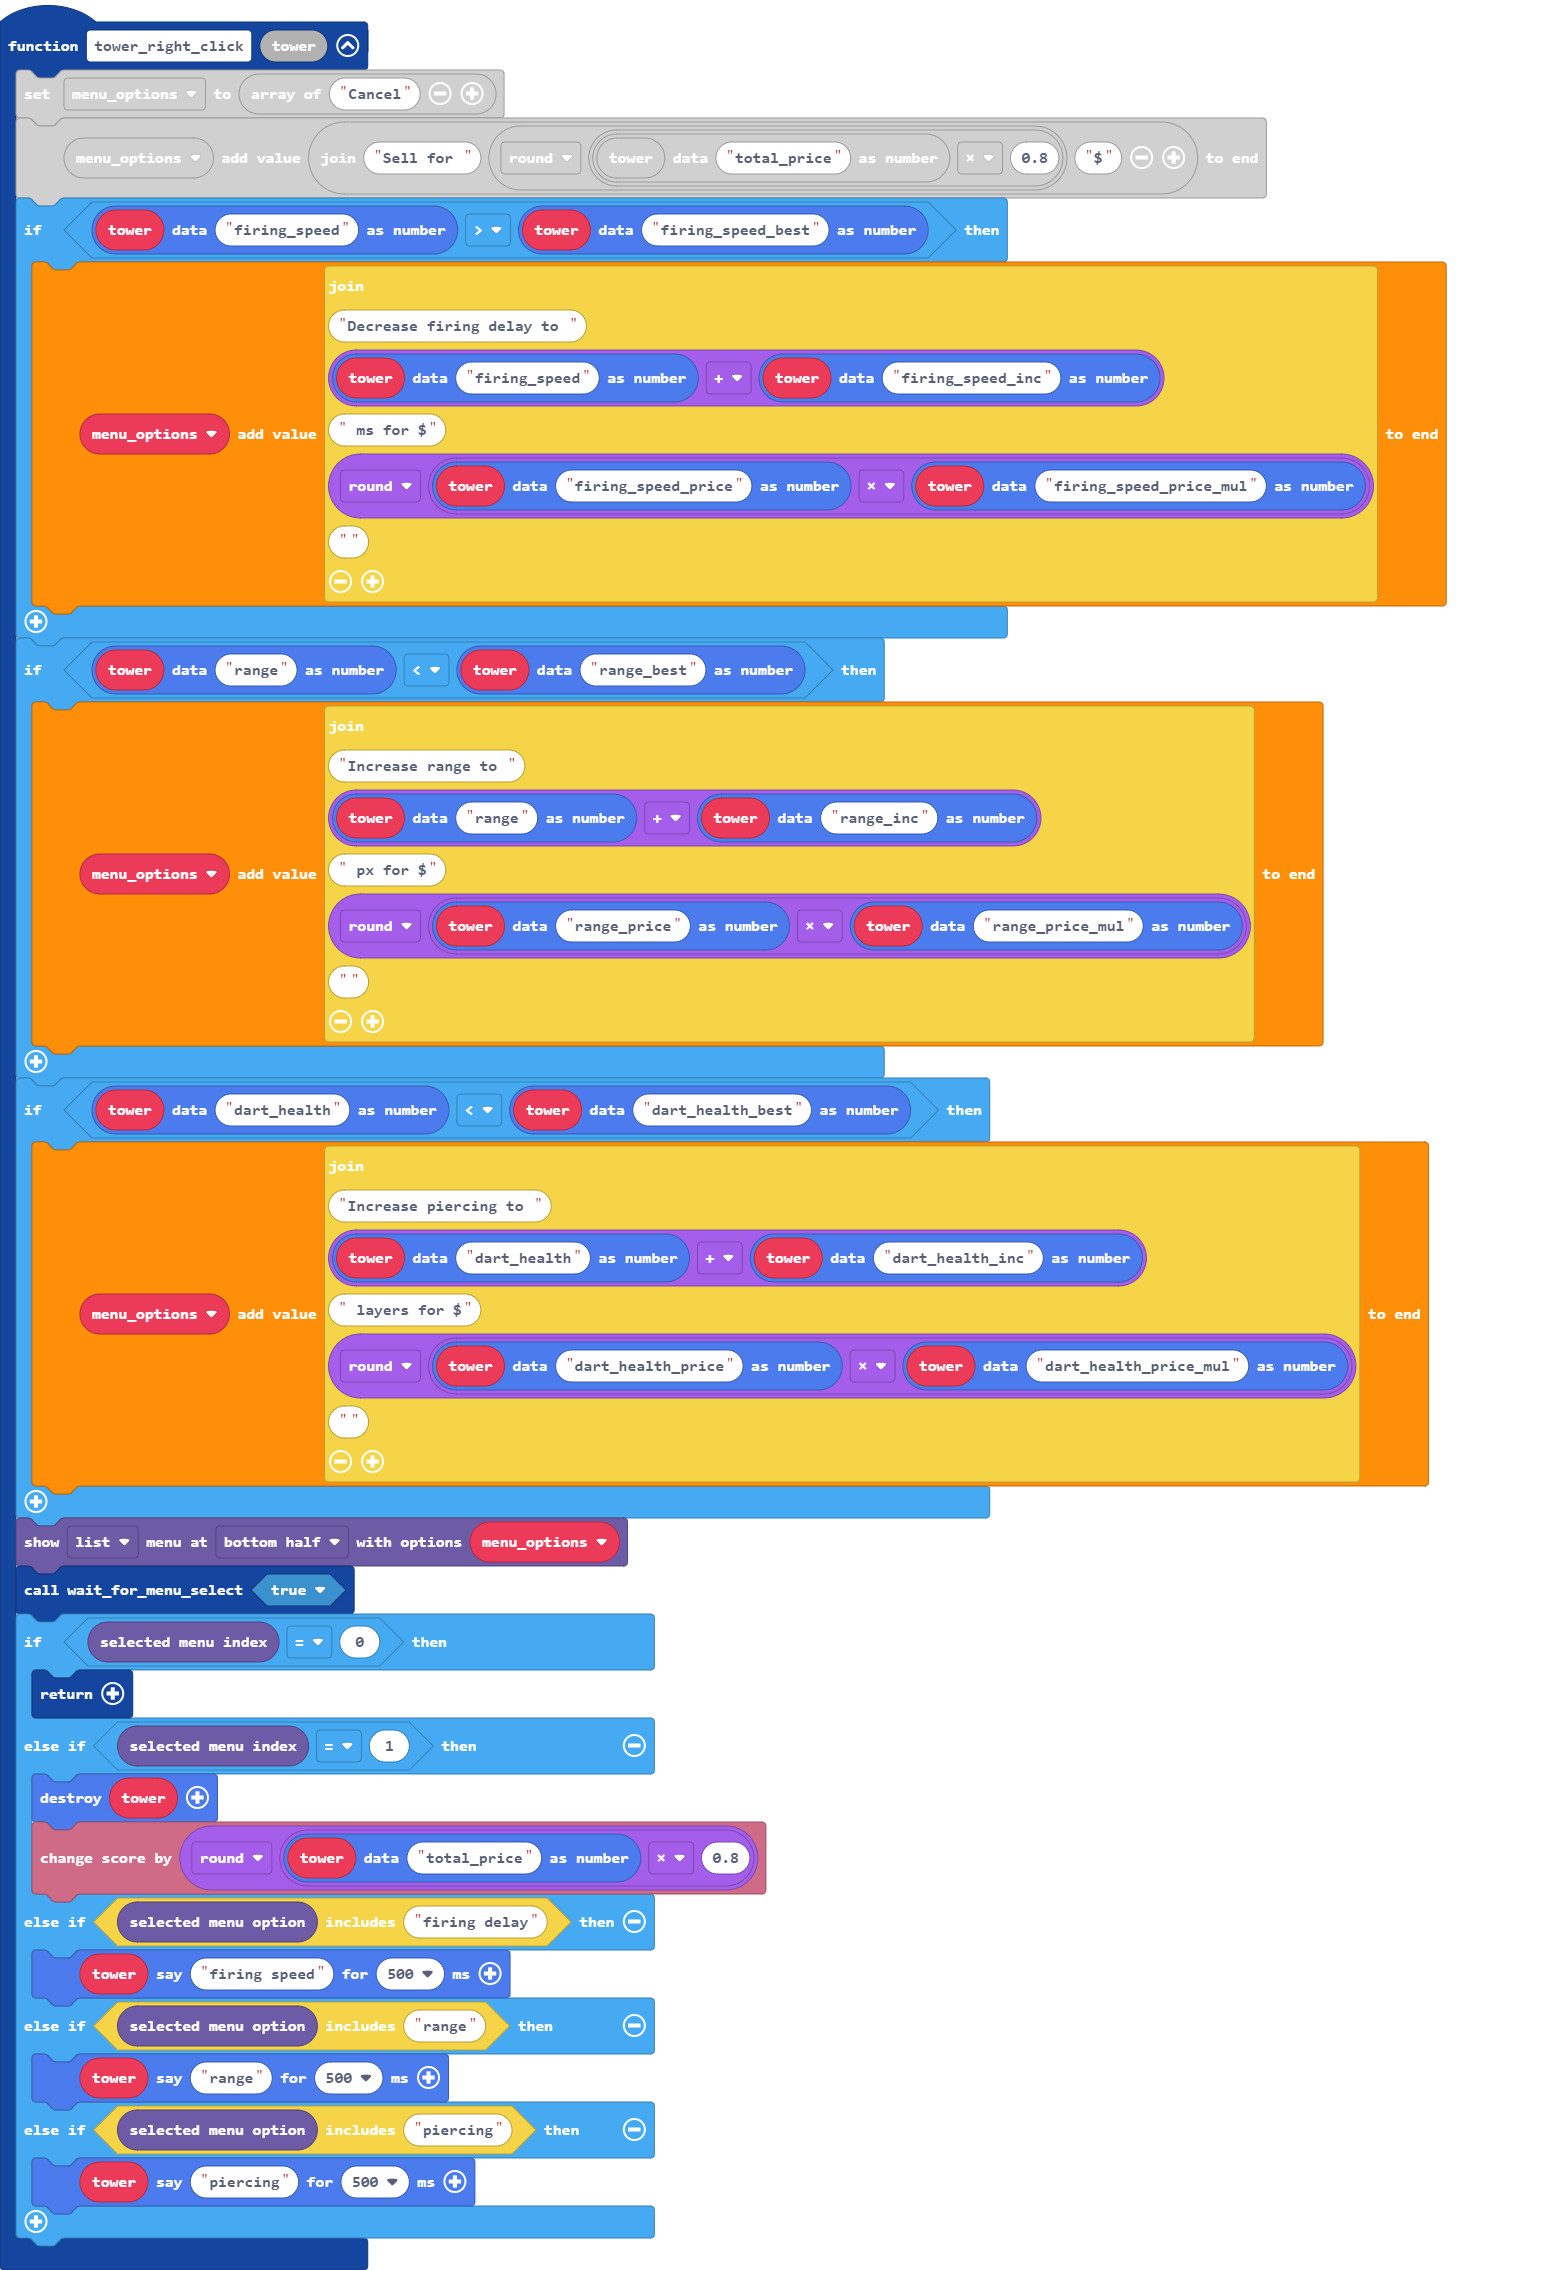 function tower_right_click tower
set menu_options to array of "Cancel"
menu_options add value join "Sell for " round tower data "total_price" as number × 0.8 "$" to end
if tower data "firing_speed" as number > tower data "firing_speed_best" as number then
join
"Decrease firing delay to "
tower data "firing_speed" as number + tower data "firing_speed_inc" as number
" ms for $"
menu_options add value to end
round tower data "firing_speed_price" as number × tower data "firing_speed_price_mul" as number
""
if tower data "range" as number < tower data "range_best" as number then
join
"Increase range to "
tower data "range" as number + tower data "range_inc" as number
" px for $"
menu_options add value to end
round tower data "range_price" as number × tower data "range_price_mul" as number
""
if tower data "dart_health" as number < tower data "dart_health_best" as number then
join
"Increase piercing to "
tower data "dart_health" as number + tower data "dart_health_inc" as number
" layers for $"
menu_options add value to end
round tower data "dart_health_price" as number × tower data "dart_health_price_mul" as number
""
show list menu at bottom half with options menu_options
call wait_for_menu_select true
if selected menu index = 0 then
return
else if selected menu index = 1 then
destroy tower
change score by round tower data "total_price" as number × 0.8
else if selected menu option includes "firing delay" then
tower say "firing speed" for 500 ms
else if selected menu option includes "range" then
tower say "range" for 500 ms
else if selected menu option includes "piercing" then
tower say "piercing" for 500 ms